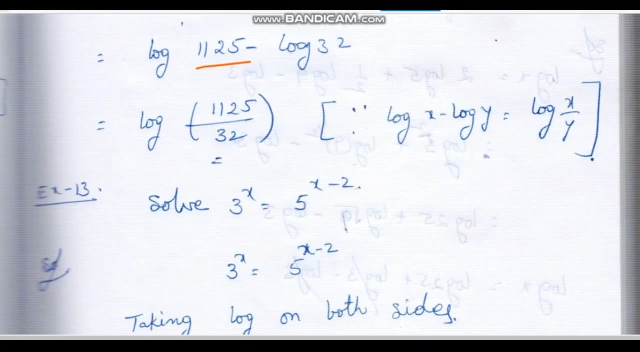 WWW.BANDICAM.COM
= log 1125 - log 32
= log (1125/32) [∵ log x - log y = log x/y].
Ex-13. Solve 3^x = 5^(x-2).
Sol 3^x = 5^(x-2)
Taking log on both sides.